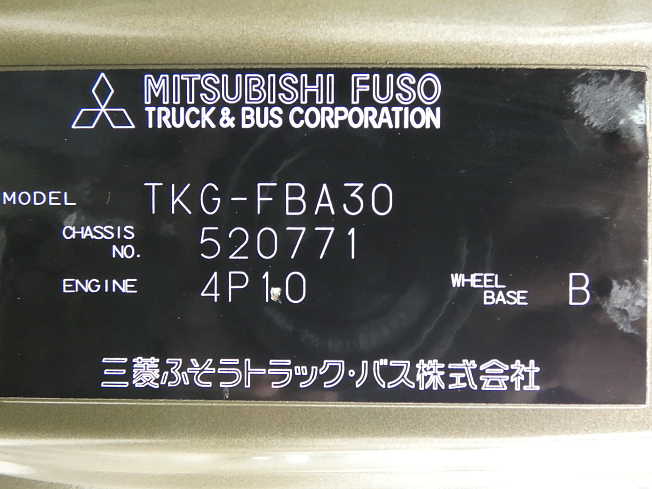 MITSUBISHI FUSO
TRUCK & BUS CORPORATION
MODEL TKG-FBA30
CHASSIS NO. 520771
ENGINE 4P10 WHEEL BASE B
三菱ふそうトラック・バス株式会社